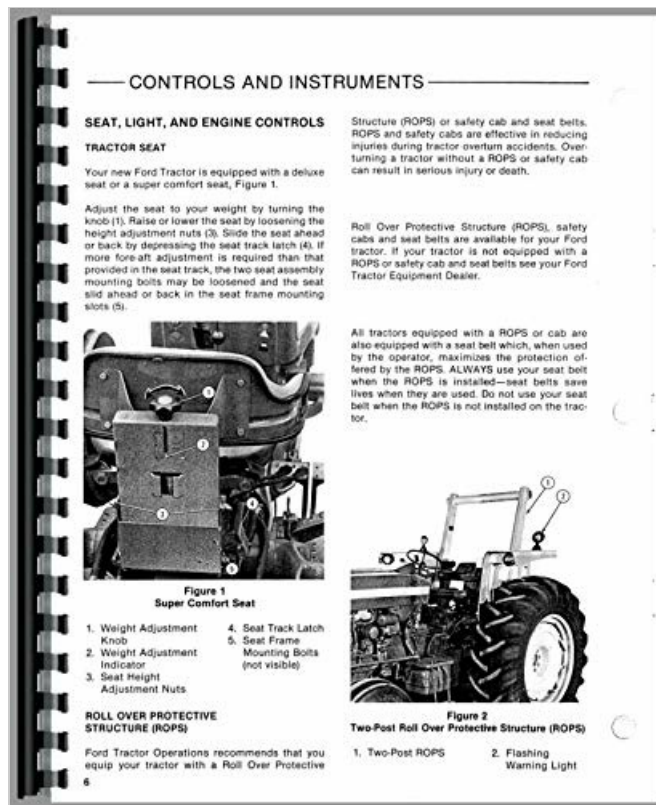 CONTROLS AND INSTRUMENTS
SEAT, LIGHT, AND ENGINE CONTROLS
TRACTOR SEAT
Your new Ford Tractor is equipped with a deluxe
seat or a super comfort seat, Figure 1.
Adjust the seat to your weight by turning the
knob (1). Raise or lower the seat by loosening the
height adjustment nuts (3). Slide the seat ahead
or back by depressing the seat track latch (4). If
more fore-aft adjustment is required than that
provided in the seat track, the two seat assembly
mounting bolts may be loosened and the seat
slid ahead or back in the seat frame mounting
slots (5).
1
2
3
4
5
Figure 1
Super Comfort Seat
1. Weight Adjustment
Knob
2. Weight Adjustment
Indicator
3. Seat Height
Adjustment Nuts
4. Seat Track Latch
5. Seat Frame
Mounting Bolts
(not visible)
ROLL OVER PROTECTIVE
STRUCTURE (ROPS)
Ford Tractor Operations recommends that you
equip your tractor with a Roll Over Protective
6
Structure (ROPS) or safety cab and seat belts.
ROPS and safety cabs are effective in reducing
injuries during tractor overturn accidents. Over-
turning a tractor without a ROPS or safety cab
can result in serious injury or death.
Roll Over Protective Structure (ROPS), safety
cabs and seat belts are available for your Ford
tractor. If your tractor is not equipped with a
ROPS or safety cab and seat belts see your Ford
Tractor Equipment Dealer.
All tractors equipped with a ROPS or cab are
also equipped with a seat belt which, when used
by the operator, maximizes the protection of-
fered by the ROPS. ALWAYS use your seat belt
when the ROPS is installed—seat belts save
lives when they are used. Do not use your seat
belt when the ROPS is not installed on the trac-
tor.
1
2
Figure 2
Two-Post Roll Over Protective Structure (ROPS)
1. Two-Post ROPS
2. Flashing
Warning Light